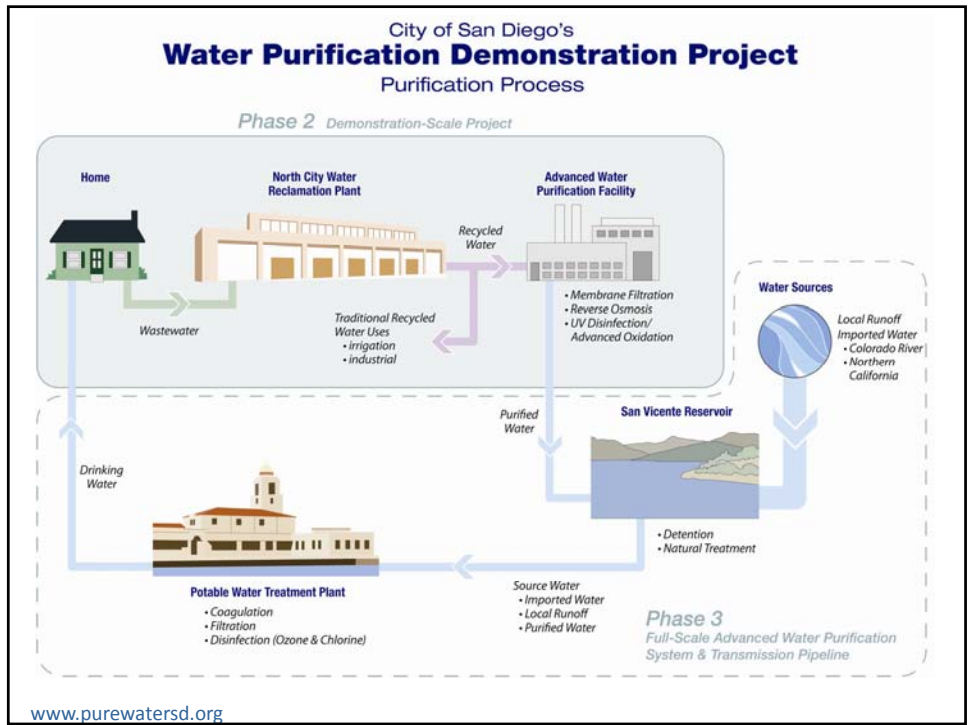 City of San Diego's
Water Purification Demonstration Project
Purification Process
Phase 2 Demonstration-Scale Project
Home
North City Water
Reclamation Plant
Advanced Water
Purification Facility
Recycled
Water
Wastewater
Traditional Recycled
Water Uses
• irrigation
• industrial
• Membrane Filtration
• Reverse Osmosis
• UV Disinfection/
Advanced Oxidation
Water Sources
Local Runoff
Imported Water
• Colorado River
• Northern
California
Purified
Water
San Vicente Reservoir
• Detention
• Natural Treatment
Drinking
Water
Potable Water Treatment Plant
• Coagulation
• Filtration
• Disinfection (Ozone & Chlorine)
Source Water
• Imported Water
• Local Runoff
• Purified Water
Phase 3
Full-Scale Advanced Water Purification
System & Transmission Pipeline
www.purewatersd.org